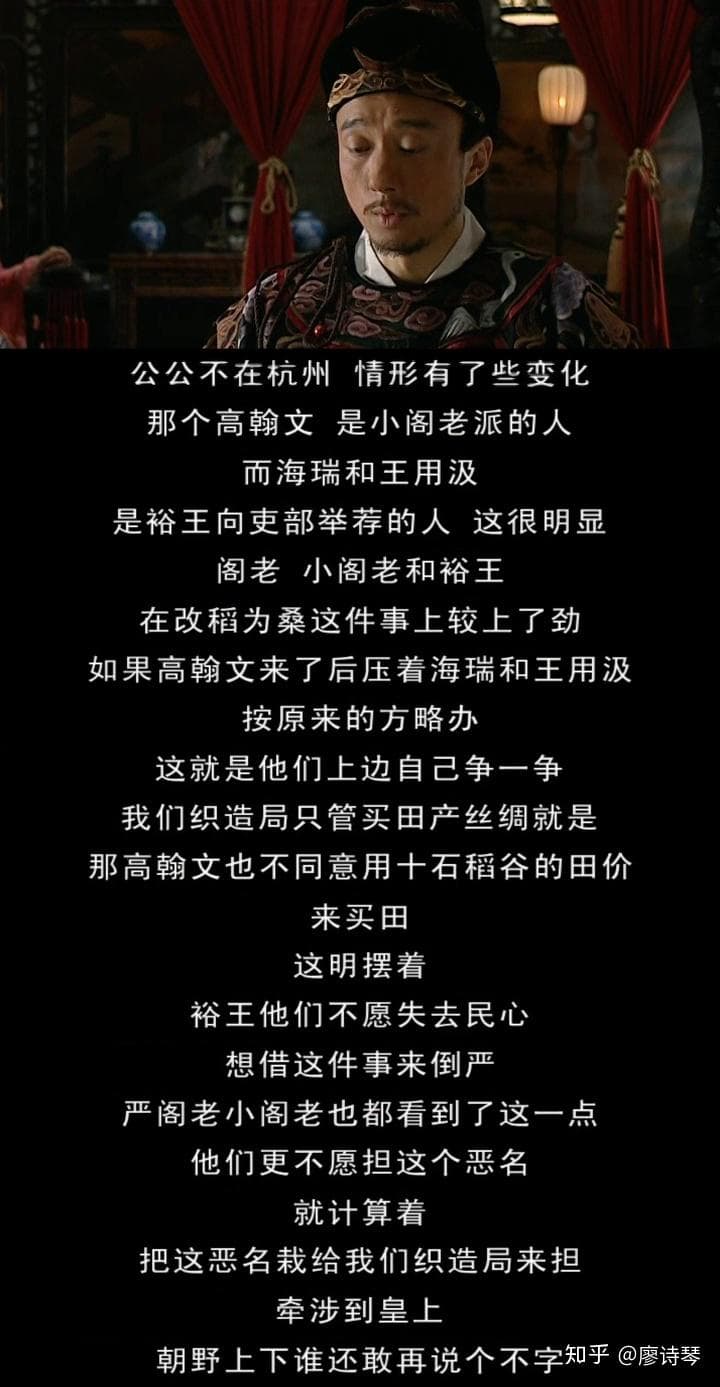 公公不在杭州 情形有了些变化
那个高翰文 是小阁老派的人
而海瑞和王用汲
是裕王向吏部举荐的人 这很明显
阁老 小阁老和裕王
在改稻为桑这件事上较上了劲
如果高翰文来了后压着海瑞和王用汲
按原来的方略办
这就是他们上边自己争一争
我们织造局只管买田产丝绸就是
那高翰文也不同意用十石稻谷的田价
来买田
这明摆着
裕王他们不愿失去民心
想借这件事来倒严
严阁老小阁老也都看到了这一点
他们更不愿担这个恶名
就计算着
把这恶名栽给我们织造局来担
牵涉到皇上
朝野上下谁还敢再说个不字
知乎 @廖诗琴